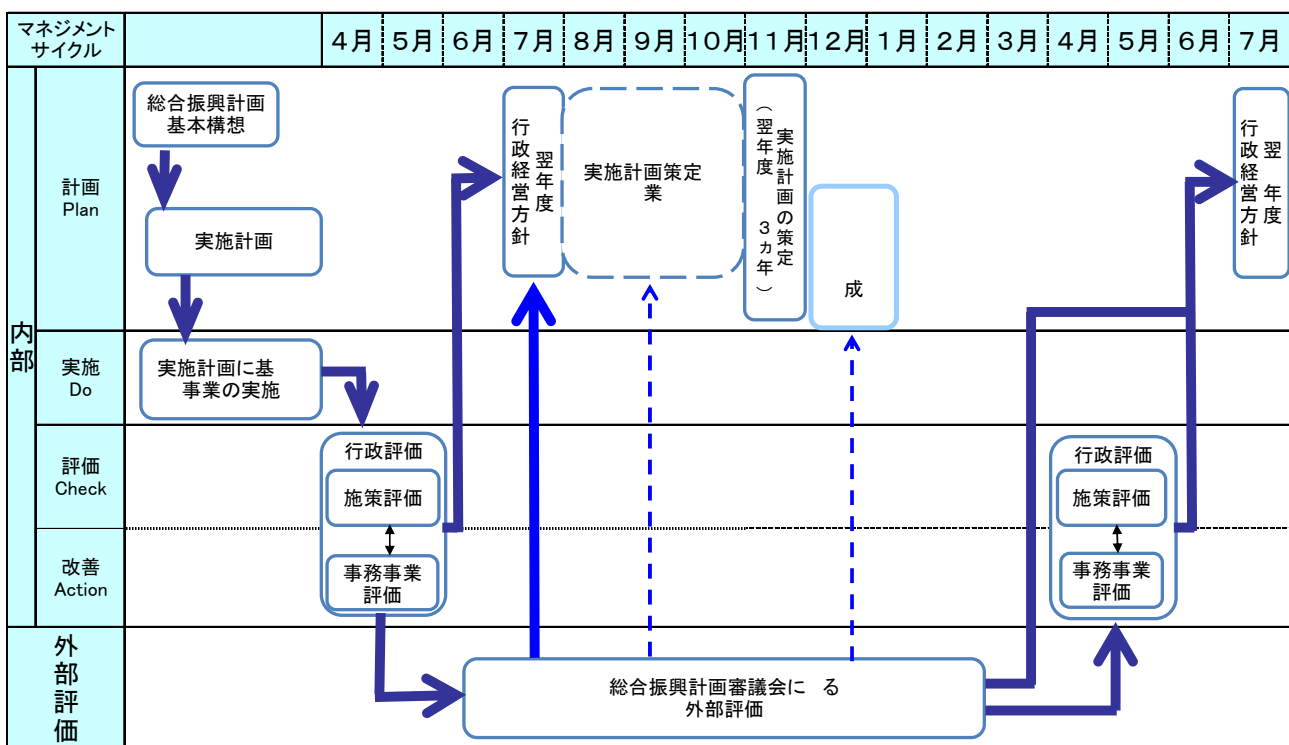 マネジメント
サイクル
4月
5月
6月
7月
8月
9月
10月
11月
12月
1月
2月
3月
4月
5月
6月
7月
内部
計画
Plan
総合振興計画
基本構想
実施計画
翌年度
行政経営方針
実施計画策定
業
実施計画の策定
(翌年度 3ヵ年)
成
翌 年度
行政経営方針
実施
Do
実施計画に基
事業の実施
評価
Check
行政評価
施策評価
行政評価
施策評価
改善
Action
事務事業
評価
事務事業
評価
外部評価
総合振興計画審議会に る
外部評価